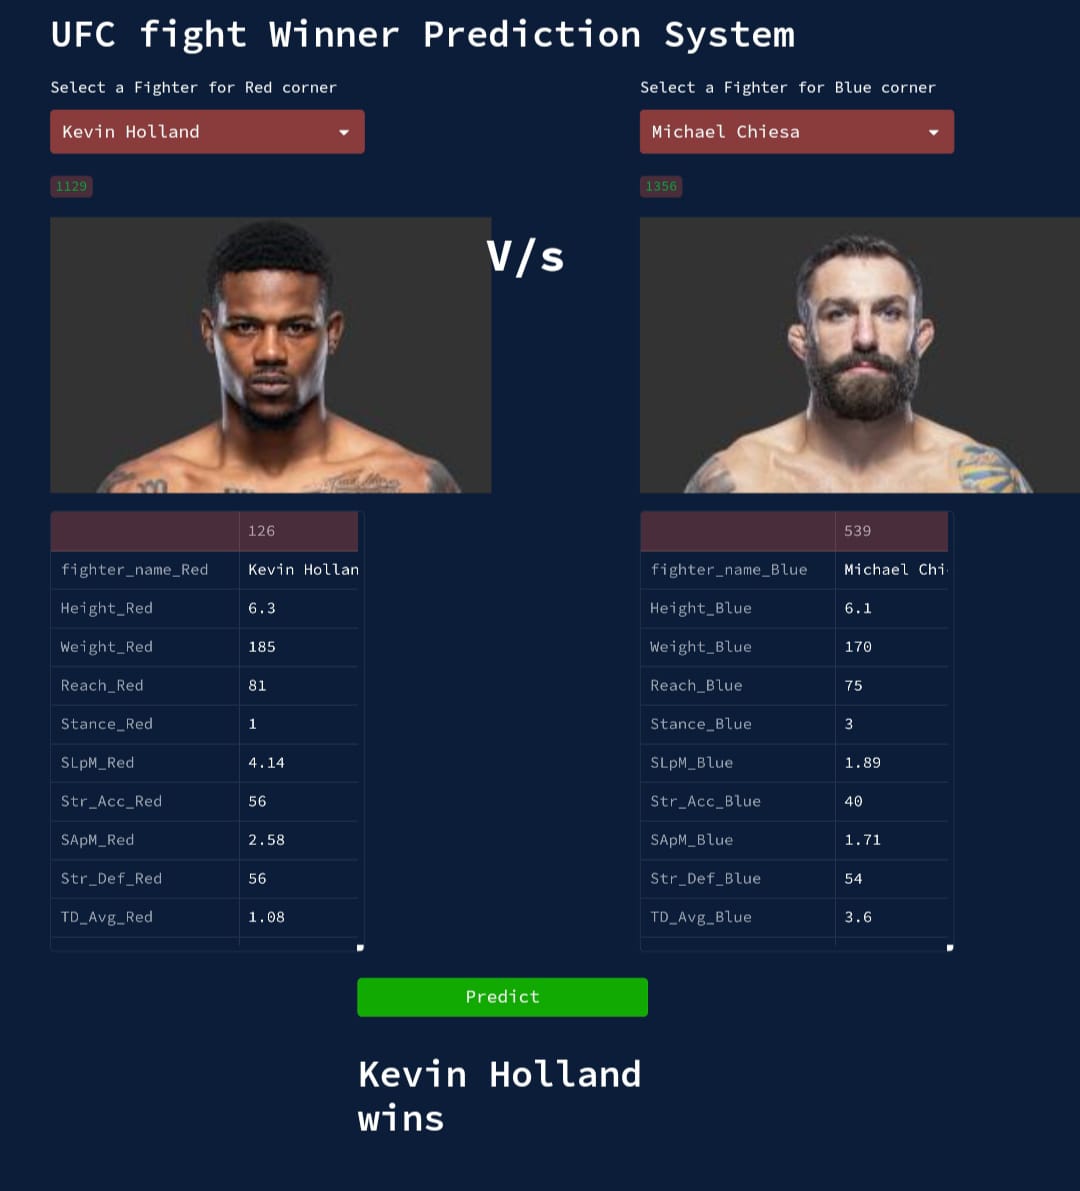 UFC fight Winner Prediction System
Select a Fighter for Red corner
Kevin Holland
1129
Select a Fighter for Blue corner
Michael Chiesa
1356
V/s
126
fighter_name_Red Kevin Hollan
Height_Red 6.3
Weight_Red 185
Reach_Red 81
Stance_Red 1
SLpM_Red 4.14
Str_Acc_Red 56
SApM_Red 2.58
Str_Def_Red 56
TD_Avg_Red 1.08
539
fighter_name_Blue Michael Chi
Height_Blue 6.1
Weight_Blue 170
Reach_Blue 75
Stance_Blue 3
SLpM_Blue 1.89
Str_Acc_Blue 40
SApM_Blue 1.71
Str_Def_Blue 54
TD_Avg_Blue 3.6
Predict
Kevin Holland
wins